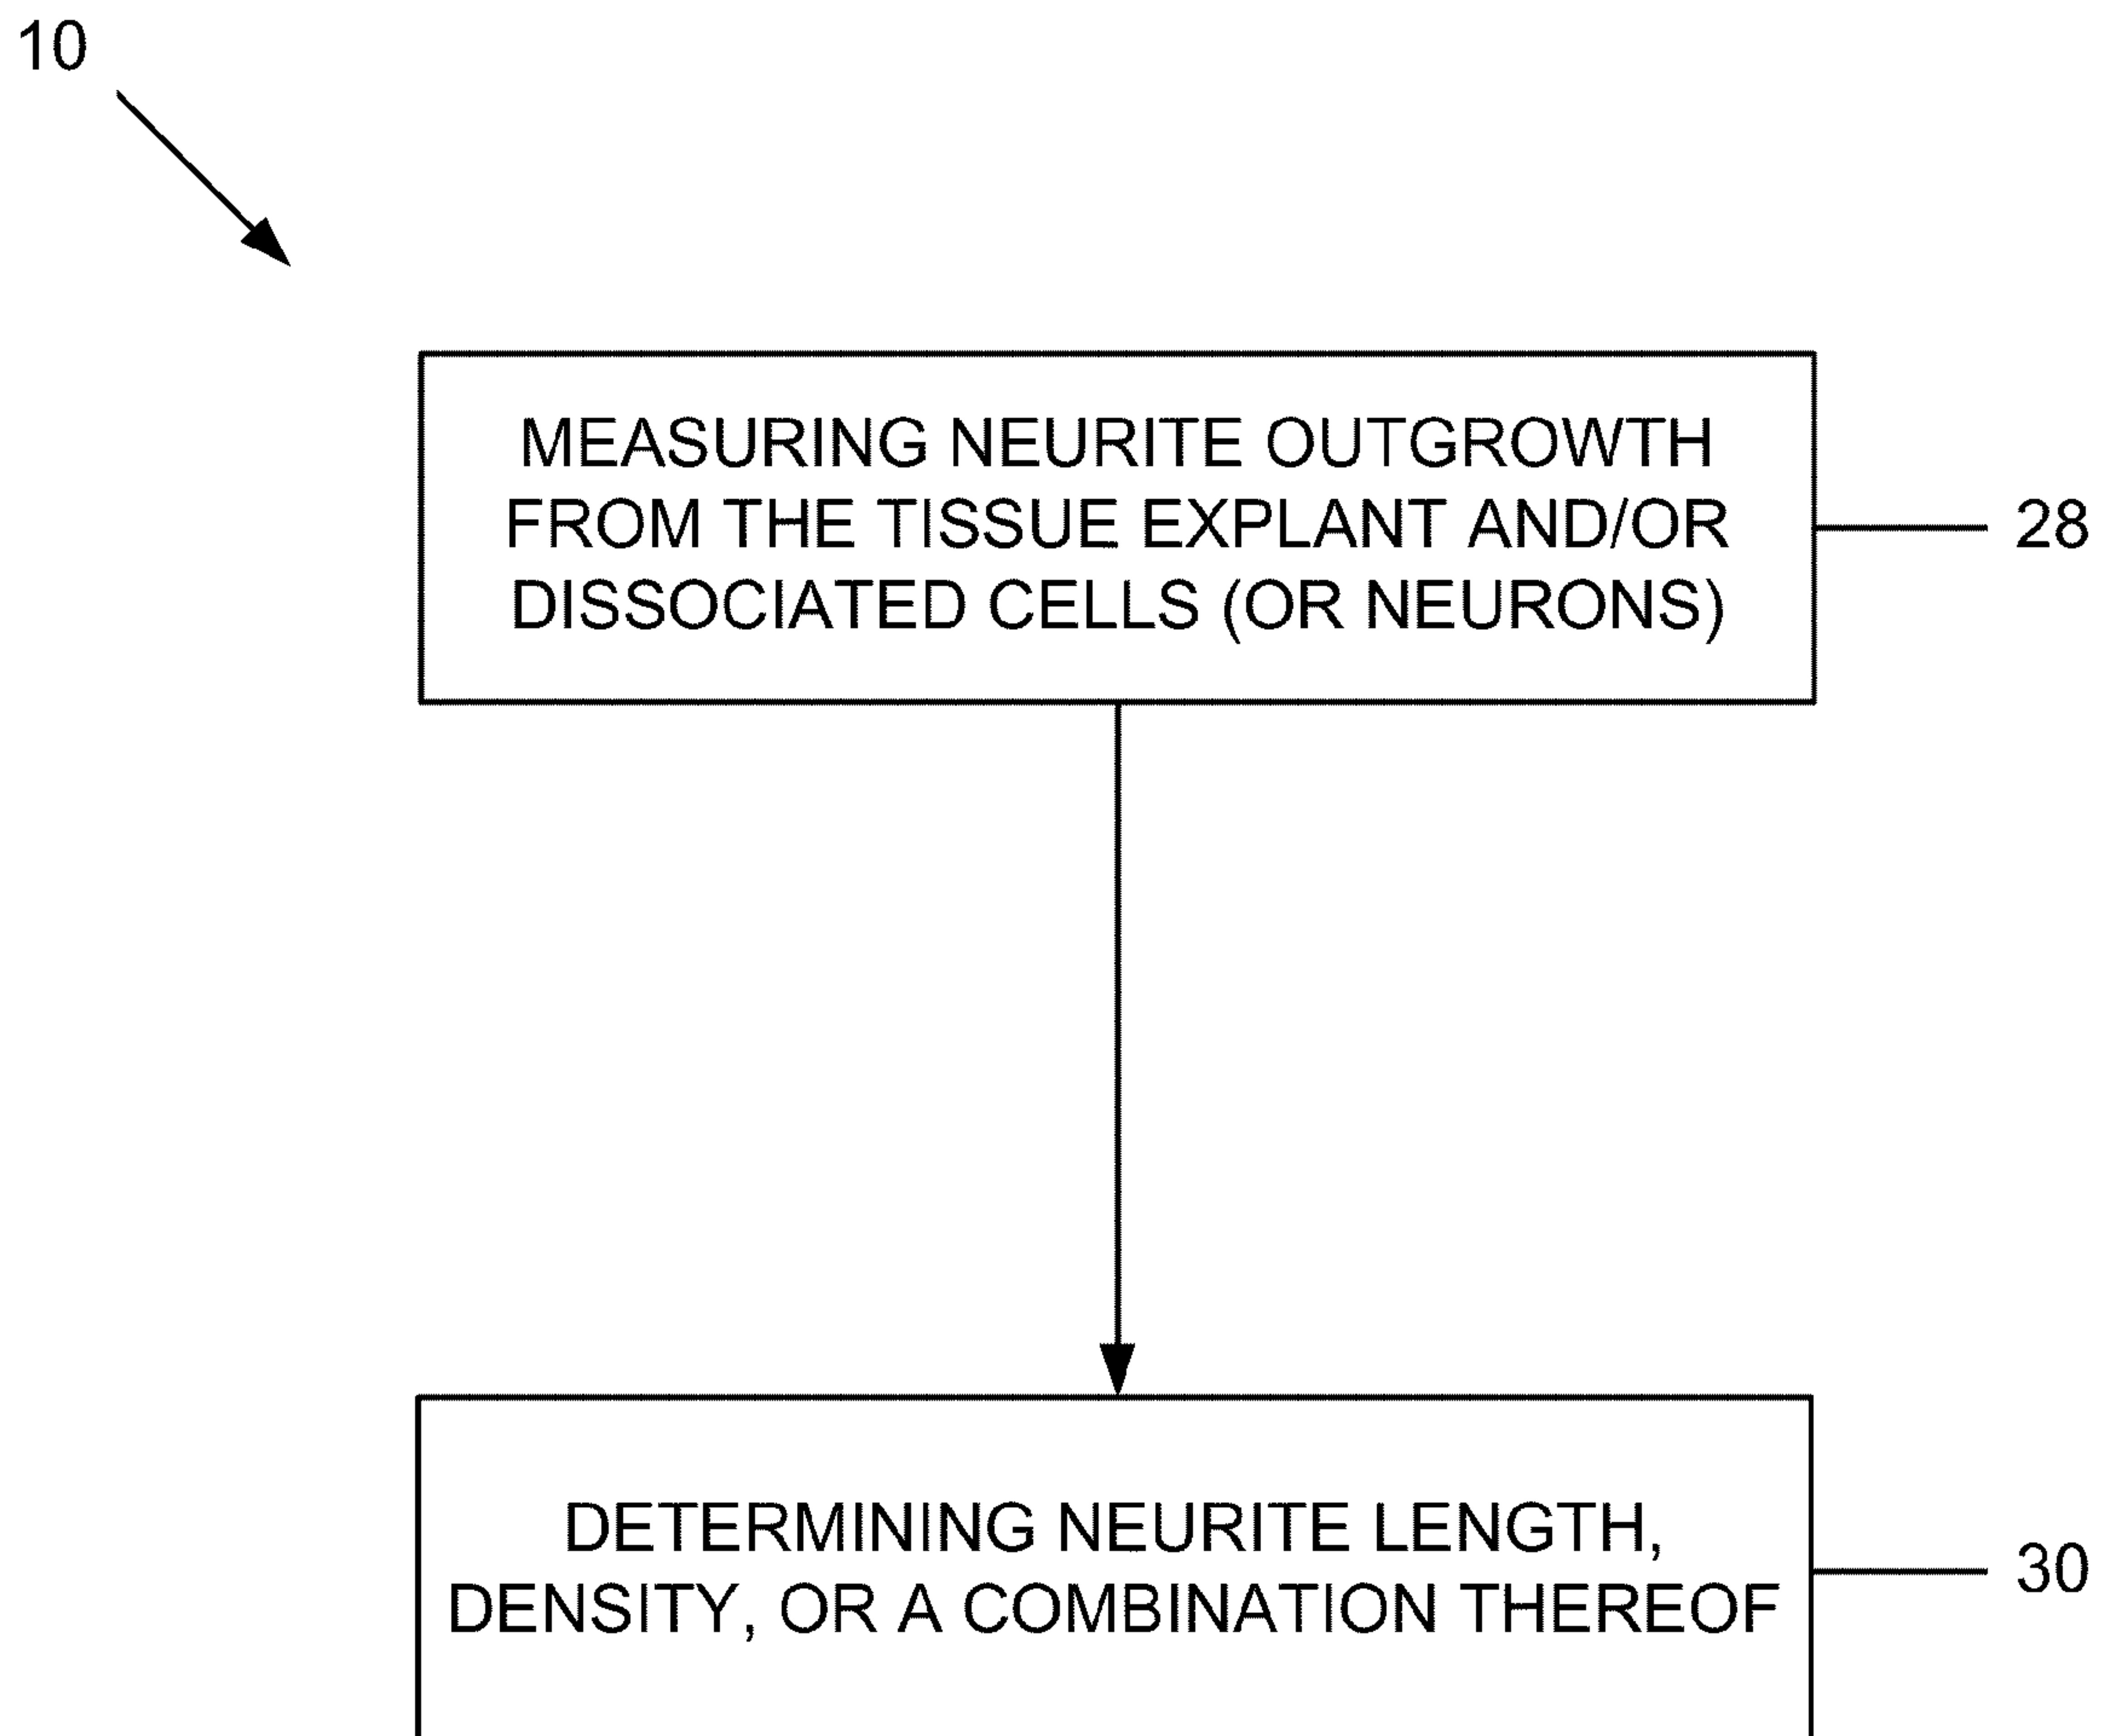 10
MEASURING NEURITE OUTGROWTH
FROM THE TISSUE EXPLANT AND/OR
DISSOCIATED CELLS (OR NEURONS)
28
DETERMINING NEURITE LENGTH,
DENSITY, OR A COMBINATION THEREOF
30